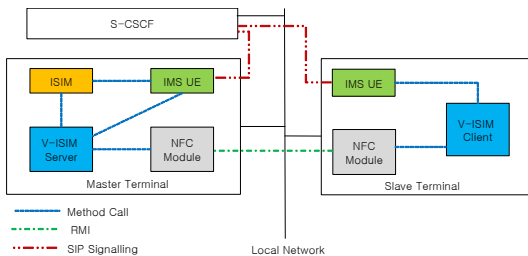 S-CSCF
ISIM
IMS UE
IMS UE
V-ISIM
Server
NFC
Module
NFC
Module
V-ISIM
Client
Master Terminal
Slave Terminal
Method Call
RMI
SIP Signalling
Local Network